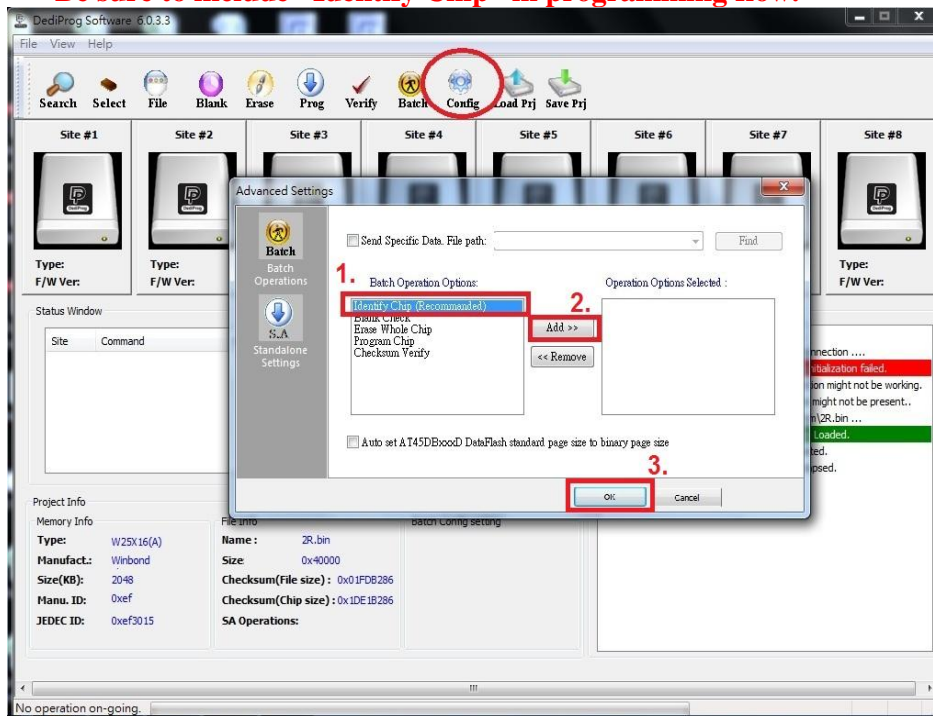 Be sure to include "Identify Chip" in programming flow.
DediProg Software 6.0.3.3
File View Help
Search Select File Blank Erase Prog Verify Batch Config Load Prj Save Prj
Site #1 Site #2 Site #3 Site #4 Site #5 Site #6 Site #7 Site #8
Advanced Settings
Batch
Batch Operations
S.A
Standalone Settings
Send Specific Data. File path:
Find
1. Batch Operation Options:
Operation Options Selected :
Identify Chip (Recommanded)
Blank Check
Erase Whole Chip
Program Chip
Checksum Verify
2.
Add >>
<< Remove
Auto set AT45DBxxxD DataFlash standard page size to binary page size
3.
OK Cancel
Type: Type: Type:
F/W Ver: F/W Ver: F/W Ver:
Status Window
Site Command
nnection ....
itialization failed.
ion might not be working.
might not be present..
m\2R.bin ...
Loaded.
ted.
psed.
Project Info
Memory Info File Info Batch Config setting
Type: W25X16(A)
Manufact.: Winbond
Size(KB): 2048
Manu. ID: 0xef
JEDEC ID: 0xef3015
Name : 2R.bin
Size: 0x40000
Checksum(File size) : 0x01FDB286
Checksum(Chip size) : 0x1DE1B286
SA Operations:
No operation on-going.